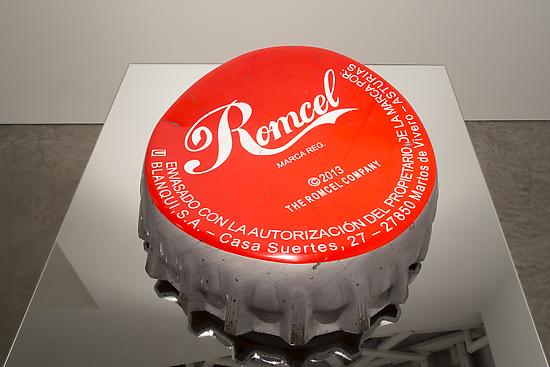 Romcel
MARCA REG.
©2013
THE ROMCEL COMPANY
ENVASADO CON LA AUTORIZACIÓN DEL PROPIETARIO DE LA MARCA POR:
BLANQUI S.A. – Casa Suertes, 27 – 27850 Maritos de Vivero – ASTURIAS